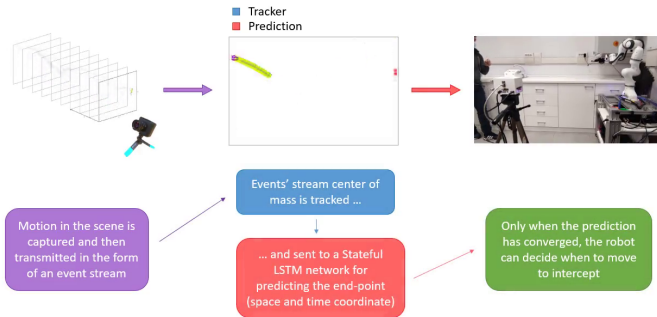 Tracker
Prediction
Events' stream center of
mass is tracked ...
Motion in the scene is
captured and then
transmitted in the form
of an event stream
... and sent to a Stateful
LSTM network for
predicting the end-point
(space and time coordinate)
Only when the prediction
has converged, the robot
can decide when to move
to intercept